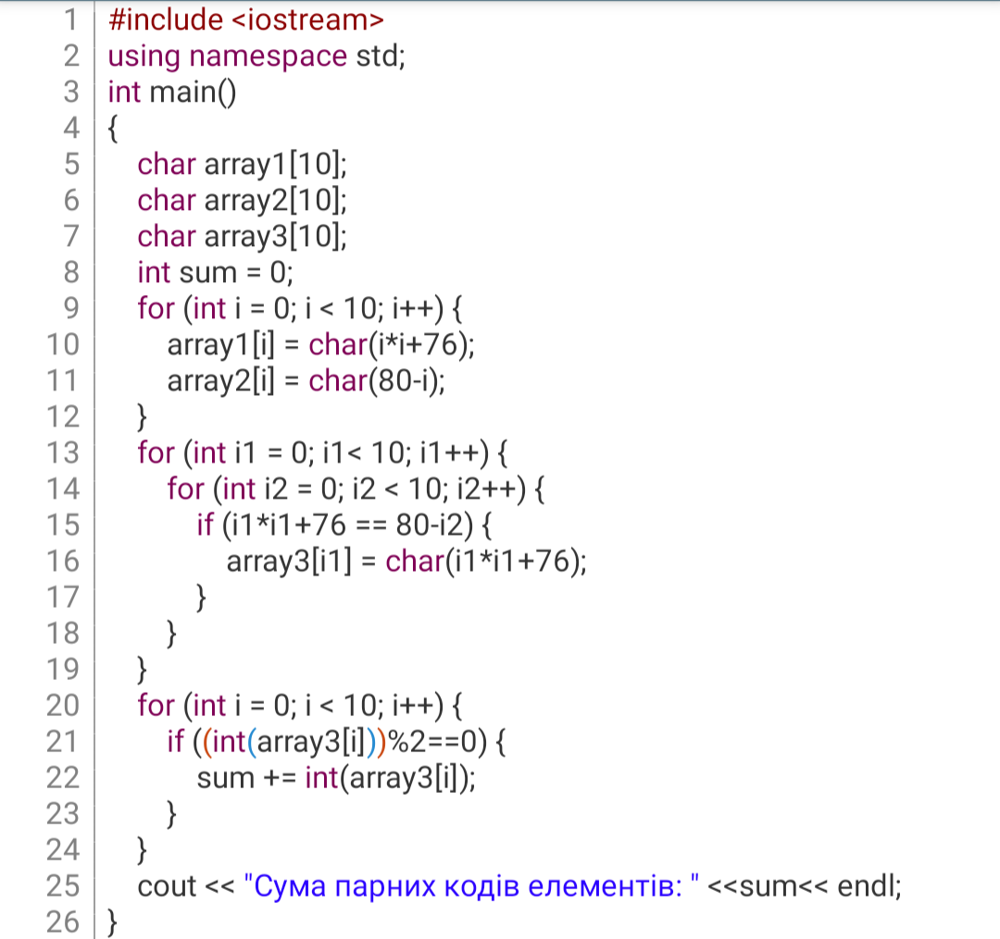 1 #include <iostream>
2 using namespace std;
3 int main()
4 {
5 char array1[10];
6 char array2[10];
7 char array3[10];
8 int sum = 0;
9 for (int i = 0; i < 10; i++) {
10 array1[i] = char(i*i+76);
11 array2[i] = char(80-i);
12 }
13 for (int i1 = 0; i1< 10; i1++) {
14 for (int i2 = 0; i2 < 10; i2++) {
15 if (i1*i1+76 == 80-i2) {
16 array3[i1] = char(i1*i1+76);
17 }
18 }
19 }
20 for (int i = 0; i < 10; i++) {
21 if ((int(array3[i]))%2==0) {
22 sum += int(array3[i]);
23 }
24 }
25 cout << "Сума парних кодів елементів: " <<sum<< endl;
26 }